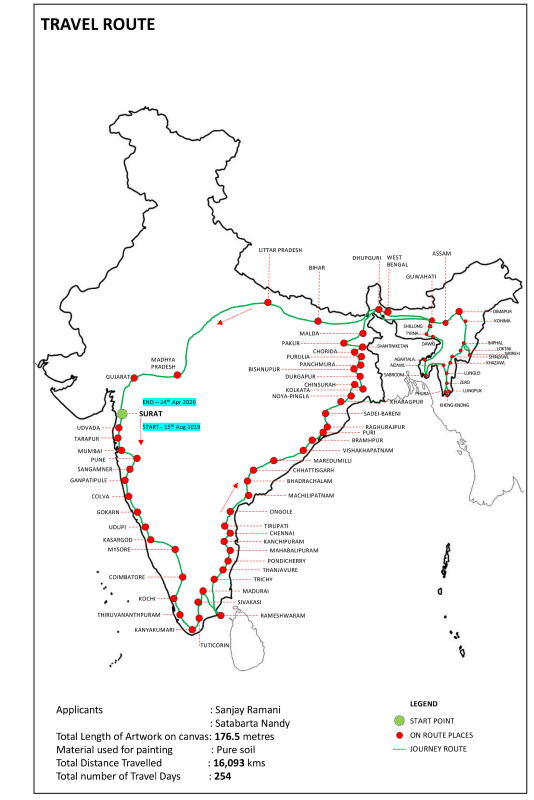 TRAVEL ROUTE
UTTAR PRADESH
BIHAR
DHUPGURI
WEST
BENGAL
ASSAM
GUWAHATI
DIMAPUR
KOHIMA
SHILLONG
TYRNA
DAWKI
IMPHAL
LOKTAK
MOREH
KHAZAWL
AGARTALA
AIZAWL
SABROOM
LUNGLEI
ZERO
LUNGPUK
PHURA
KHENG-KHONG
MALDA
PAKUR
SHANTINIKETAN
CHORIDA
PURULIA
PANCHMURA
BISHNUPUR
DURGAPUR
CHINSURAH
KOLKATA
NOYA-PINGLA
KHARAGPUR
SADEI-BARENI
RAGHURAJPUR
PURI
BRAMHPUR
VISHAKHAPATNAM
MAREDUMILLI
CHHATTISGARH
BHADRACHALAM
MACHILIPATNAM
ONGOLE
TIRUPATI
CHENNAI
KANCHIPURAM
MAHABALIPURAM
PONDICHERRY
THANJAVURE
TRICHY
MADURAI
SIVAKASI
RAMESHWARAM
TUTICORIN
MADHYA
PRADESH
GUJARAT
END – 24th Apr 2020
SURAT
START - 15th Aug 2019
UDVADA
TARAPUR
MUMBAI
PUNE
SANGAMNER
GANPATIPULE
COLVA
GOKARN
UDUPI
KASARGOD
MYSORE
COIMBATORE
KOCHI
THIRUVANANTHPURAM
KANYAKUMARI
Applicants : Sanjay Ramani
: Satabarta Nandy
Total Length of Artwork on canvas: 176.5 metres
Material used for painting : Pure soil
Total Distance Travelled : 16,093 kms
Total number of Travel Days : 254
LEGEND
START POINT
ON ROUTE PLACES
JOURNEY ROUTE